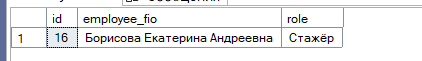 id employee_fio role
1 16 Борисова Екатерина Андреевна Стажёр